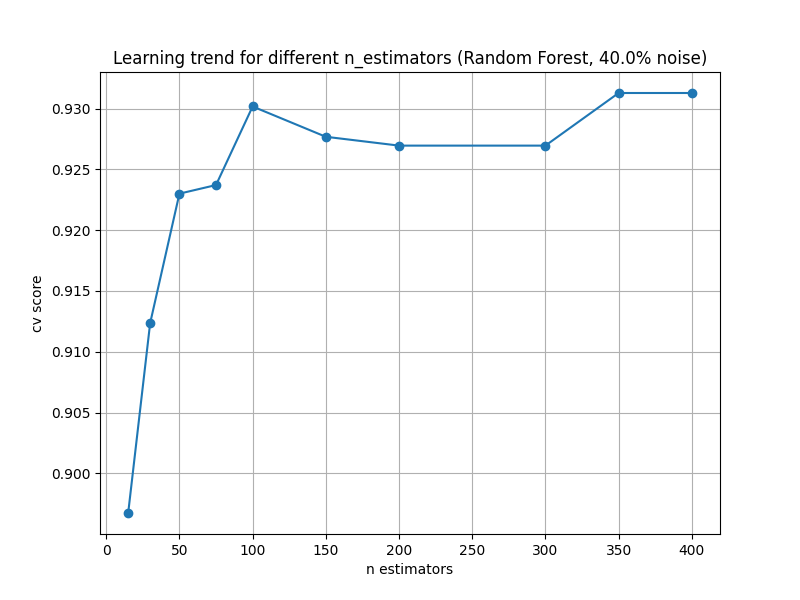 Learning trend for different n_estimators (Random Forest, 40.0% noise)
0.930
0.925
0.920
0.915
0.910
0.905
0.900
cv score
0 50 100 150 200 250 300 350 400
n estimators